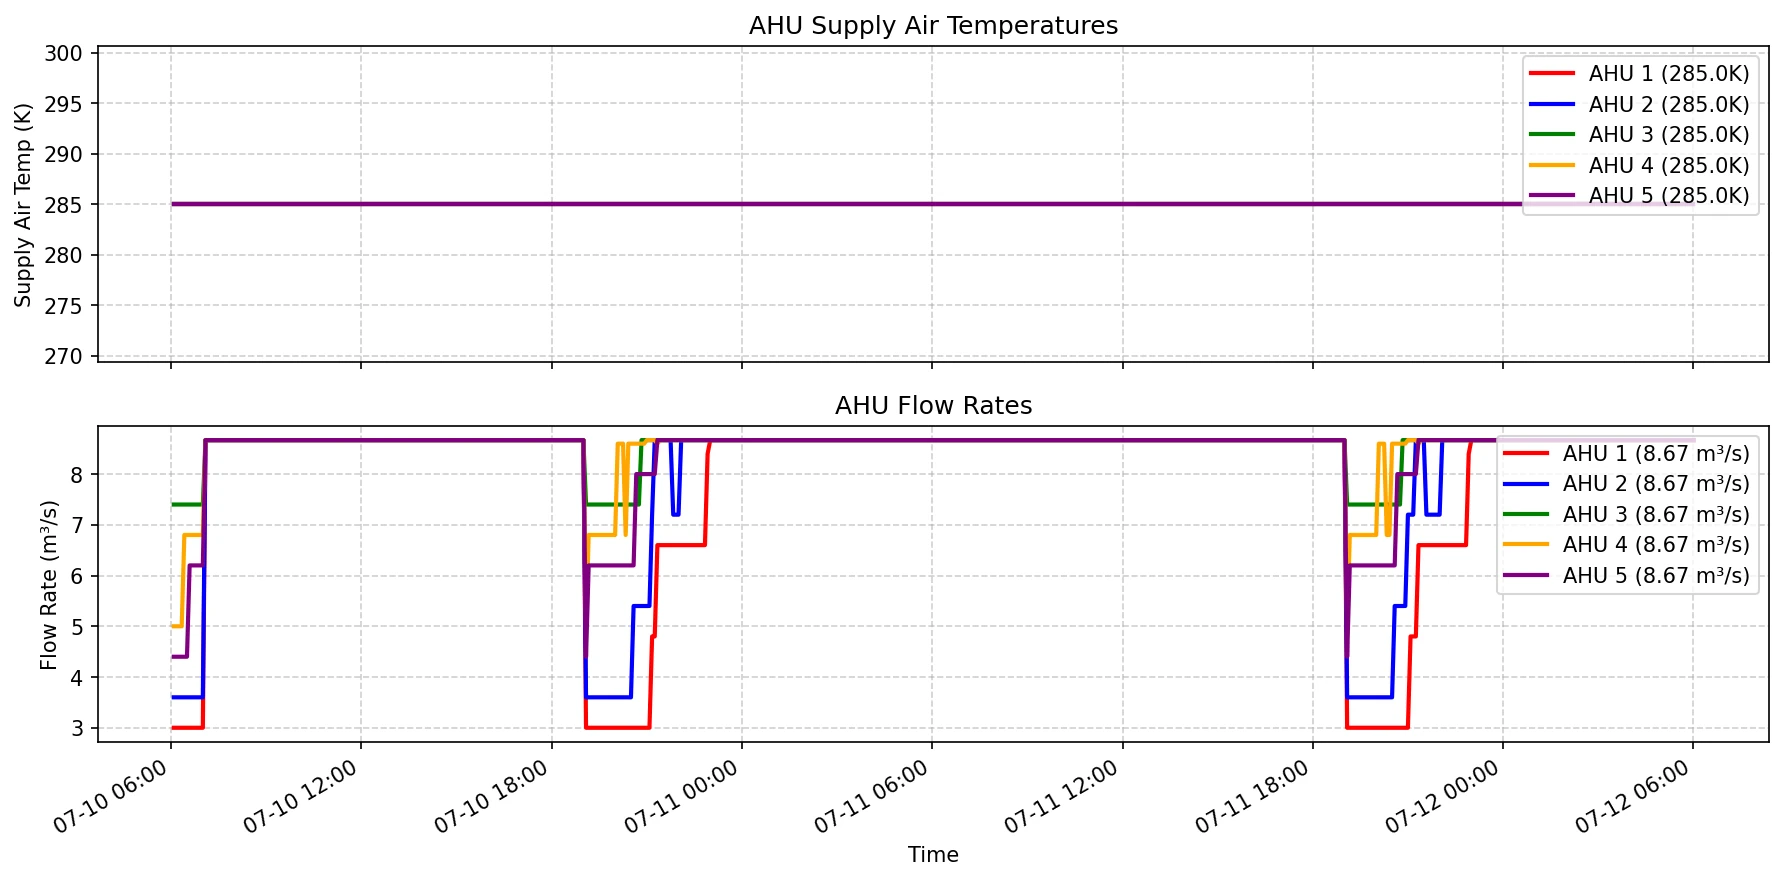 AHU Supply Air Temperatures
Supply Air Temp (K)
300
295
290
285
280
275
270
AHU 1 (285.0K)
AHU 2 (285.0K)
AHU 3 (285.0K)
AHU 4 (285.0K)
AHU 5 (285.0K)
AHU Flow Rates
Flow Rate (m³/s)
8
7
6
5
4
3
AHU 1 (8.67 m³/s)
AHU 2 (8.67 m³/s)
AHU 3 (8.67 m³/s)
AHU 4 (8.67 m³/s)
AHU 5 (8.67 m³/s)
07-10 06:00
07-10 12:00
07-10 18:00
07-11 00:00
07-11 06:00
07-11 12:00
07-11 18:00
07-12 00:00
07-12 06:00
Time